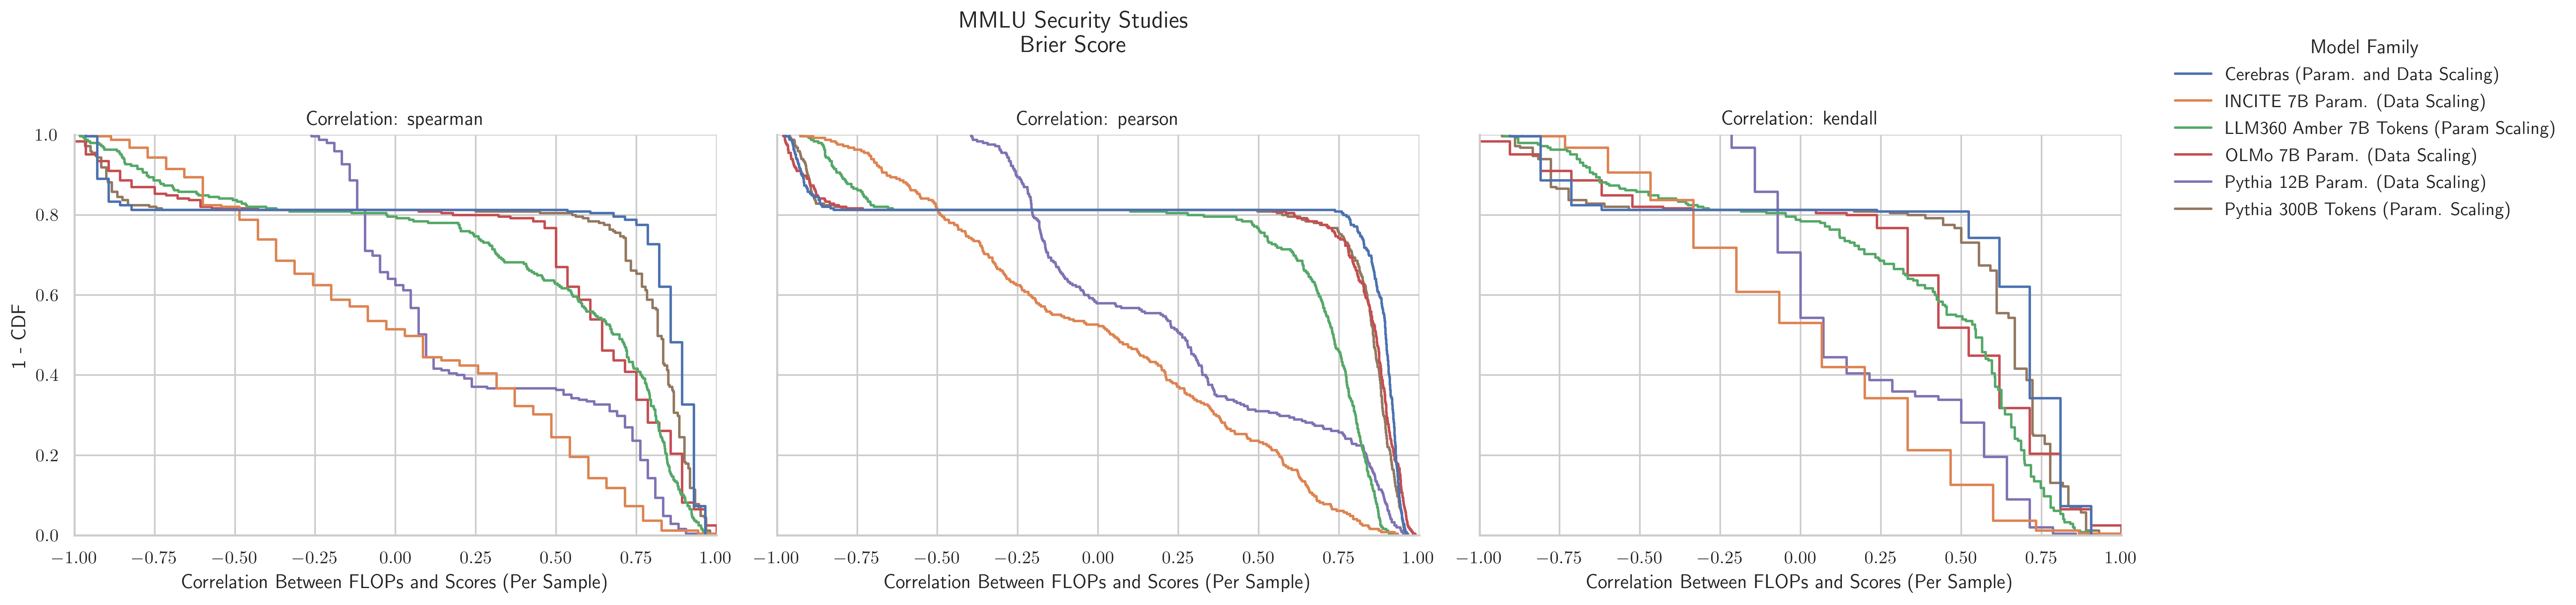 MMLU Security Studies
Brier Score
Model Family
Cerebras (Param. and Data Scaling)
INCITE 7B Param. (Data Scaling)
LLM360 Amber 7B Tokens (Param Scaling)
OLMo 7B Param. (Data Scaling)
Pythia 12B Param. (Data Scaling)
Pythia 300B Tokens (Param. Scaling)
Correlation: spearman
Correlation: pearson
Correlation: kendall
1 - CDF
1.0
0.8
0.6
0.4
0.2
0.0
−1.00 −0.75 −0.50 −0.25 0.00 0.25 0.50 0.75 1.00
−1.00 −0.75 −0.50 −0.25 0.00 0.25 0.50 0.75 1.00
−1.00 −0.75 −0.50 −0.25 0.00 0.25 0.50 0.75 1.00
Correlation Between FLOPs and Scores (Per Sample)
Correlation Between FLOPs and Scores (Per Sample)
Correlation Between FLOPs and Scores (Per Sample)